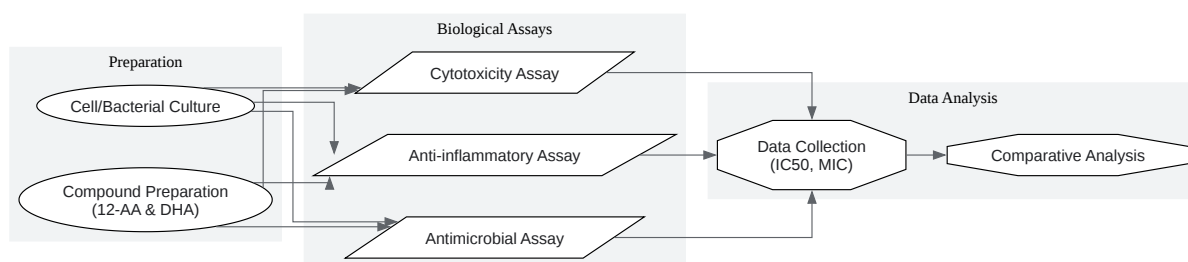 Preparation
Cell/Bacterial Culture
Compound Preparation
(12-AA & DHA)
Biological Assays
Cytotoxicity Assay
Anti-inflammatory Assay
Antimicrobial Assay
Data Analysis
Data Collection
(IC50, MIC)
Comparative Analysis